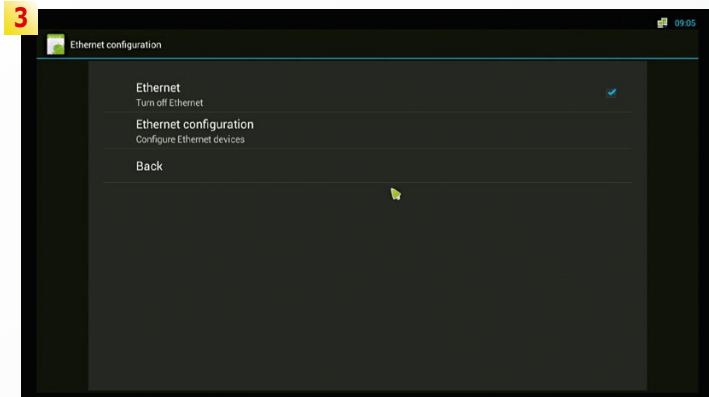 3
09:05
Ethernet configuration
Ethernet
Turn off Ethernet
Ethernet configuration
Configure Ethernet devices
Back